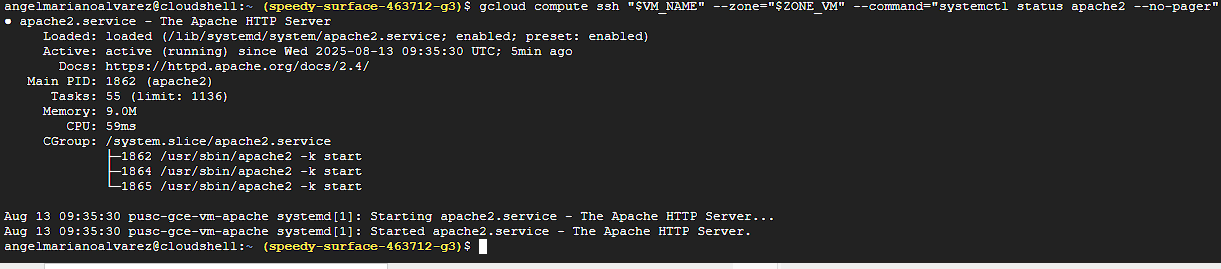 angelmarianoalvarez@cloudshell:~ (speedy-surface-463712-g3)$ gcloud compute ssh "$VM_NAME" --zone="$ZONE_VM" --command="systemctl status apache2 --no-pager"
● apache2.service - The Apache HTTP Server
Loaded: loaded (/lib/systemd/system/apache2.service; enabled; preset: enabled)
Active: active (running) since Wed 2025-08-13 09:35:30 UTC; 5min ago
Docs: https://httpd.apache.org/docs/2.4/
Main PID: 1862 (apache2)
Tasks: 55 (limit: 1136)
Memory: 9.0M
CPU: 59ms
CGroup: /system.slice/apache2.service
├─1862 /usr/sbin/apache2 -k start
├─1864 /usr/sbin/apache2 -k start
└─1865 /usr/sbin/apache2 -k start
Aug 13 09:35:30 pusc-gce-vm-apache systemd[1]: Starting apache2.service - The Apache HTTP Server...
Aug 13 09:35:30 pusc-gce-vm-apache systemd[1]: Started apache2.service - The Apache HTTP Server.
angelmarianoalvarez@cloudshell:~ (speedy-surface-463712-g3)$